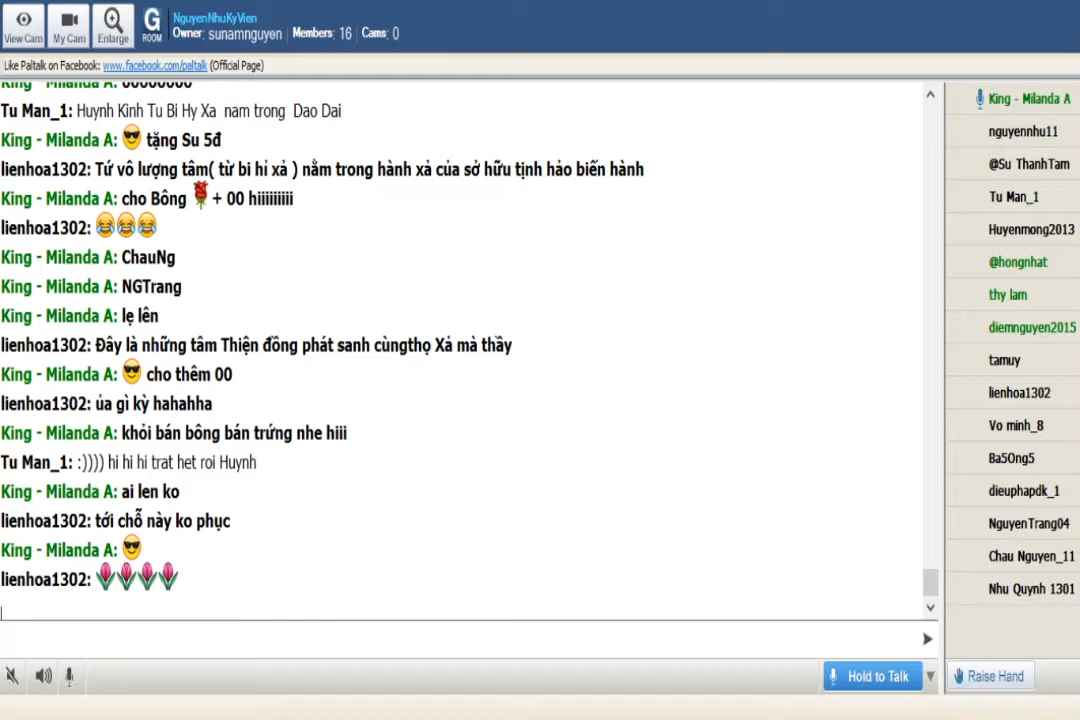 View Cam
My Cam
Enlarge
G
ROOM
NguyenNhuKyVien
Owner: sunamnguyen | Members: 16 | Cams: 0
Like Paltalk on Facebook: www.facebook.com/paltalk (Official Page)
King - Milanda A: 00000000
Tu Man_1: Huynh Kinh Tu Bi Hy Xa nam trong Dao Dai
King - Milanda A: 😎 tặng Su 5đ
lienhoa1302: Tứ vô lượng tâm( từ bi hỉ xả ) nằm trong hành xả của sở hữu tịnh hảo biến hành
King - Milanda A: cho Bông 🌹+ 00 hiiiiiiiii
lienhoa1302: 😂😂😂
King - Milanda A: ChauNg
King - Milanda A: NGTrang
King - Milanda A: lẹ lên
lienhoa1302: Đây là những tâm Thiện đồng phát sanh cùngthọ Xả mà thầy
King - Milanda A: 😎 cho thêm 00
lienhoa1302: ủa gì kỳ hahahha
King - Milanda A: khỏi bán bông bán trứng nhe hiii
Tu Man_1: :)))) hi hi hi trat het roi Huynh
King - Milanda A: ai len ko
lienhoa1302: tới chỗ này ko phục
King - Milanda A: 😎
lienhoa1302: 🌷🌷🌷🌷
King - Milanda A
nguyennhu11
@Su ThanhTam
Tu Man_1
Huyenmong2013
@hongnhat
thy lam
diemnguyen2015
tamuy
lienhoa1302
Vo minh_8
Ba5Ong5
dieuphapdk_1
NguyenTrang04
Chau Nguyen_11
Nhu Quynh 1301
Hold to Talk
Raise Hand